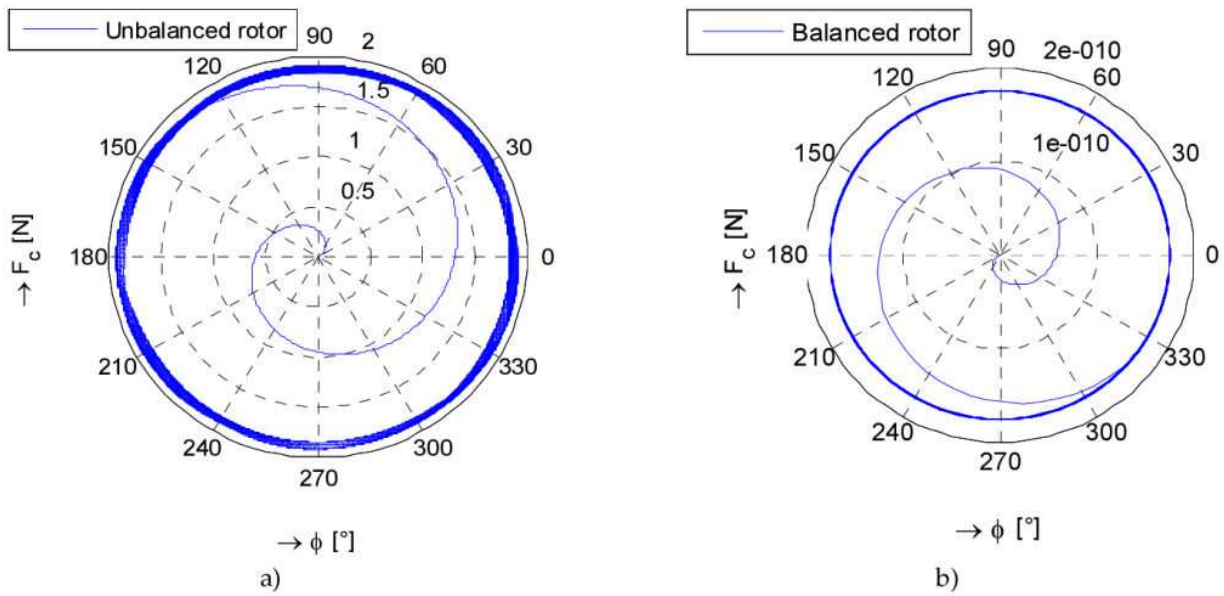 Unbalanced rotor
90
2
120
60
1.5
150
1
30
0.5
180
0
210
330
240
300
270
→ F_c [N]
→ ϕ [°]
a)
Balanced rotor
90
2e-010
120
60
1e-010
150
30
180
0
210
330
240
300
270
→ F_c [N]
→ ϕ [°]
b)